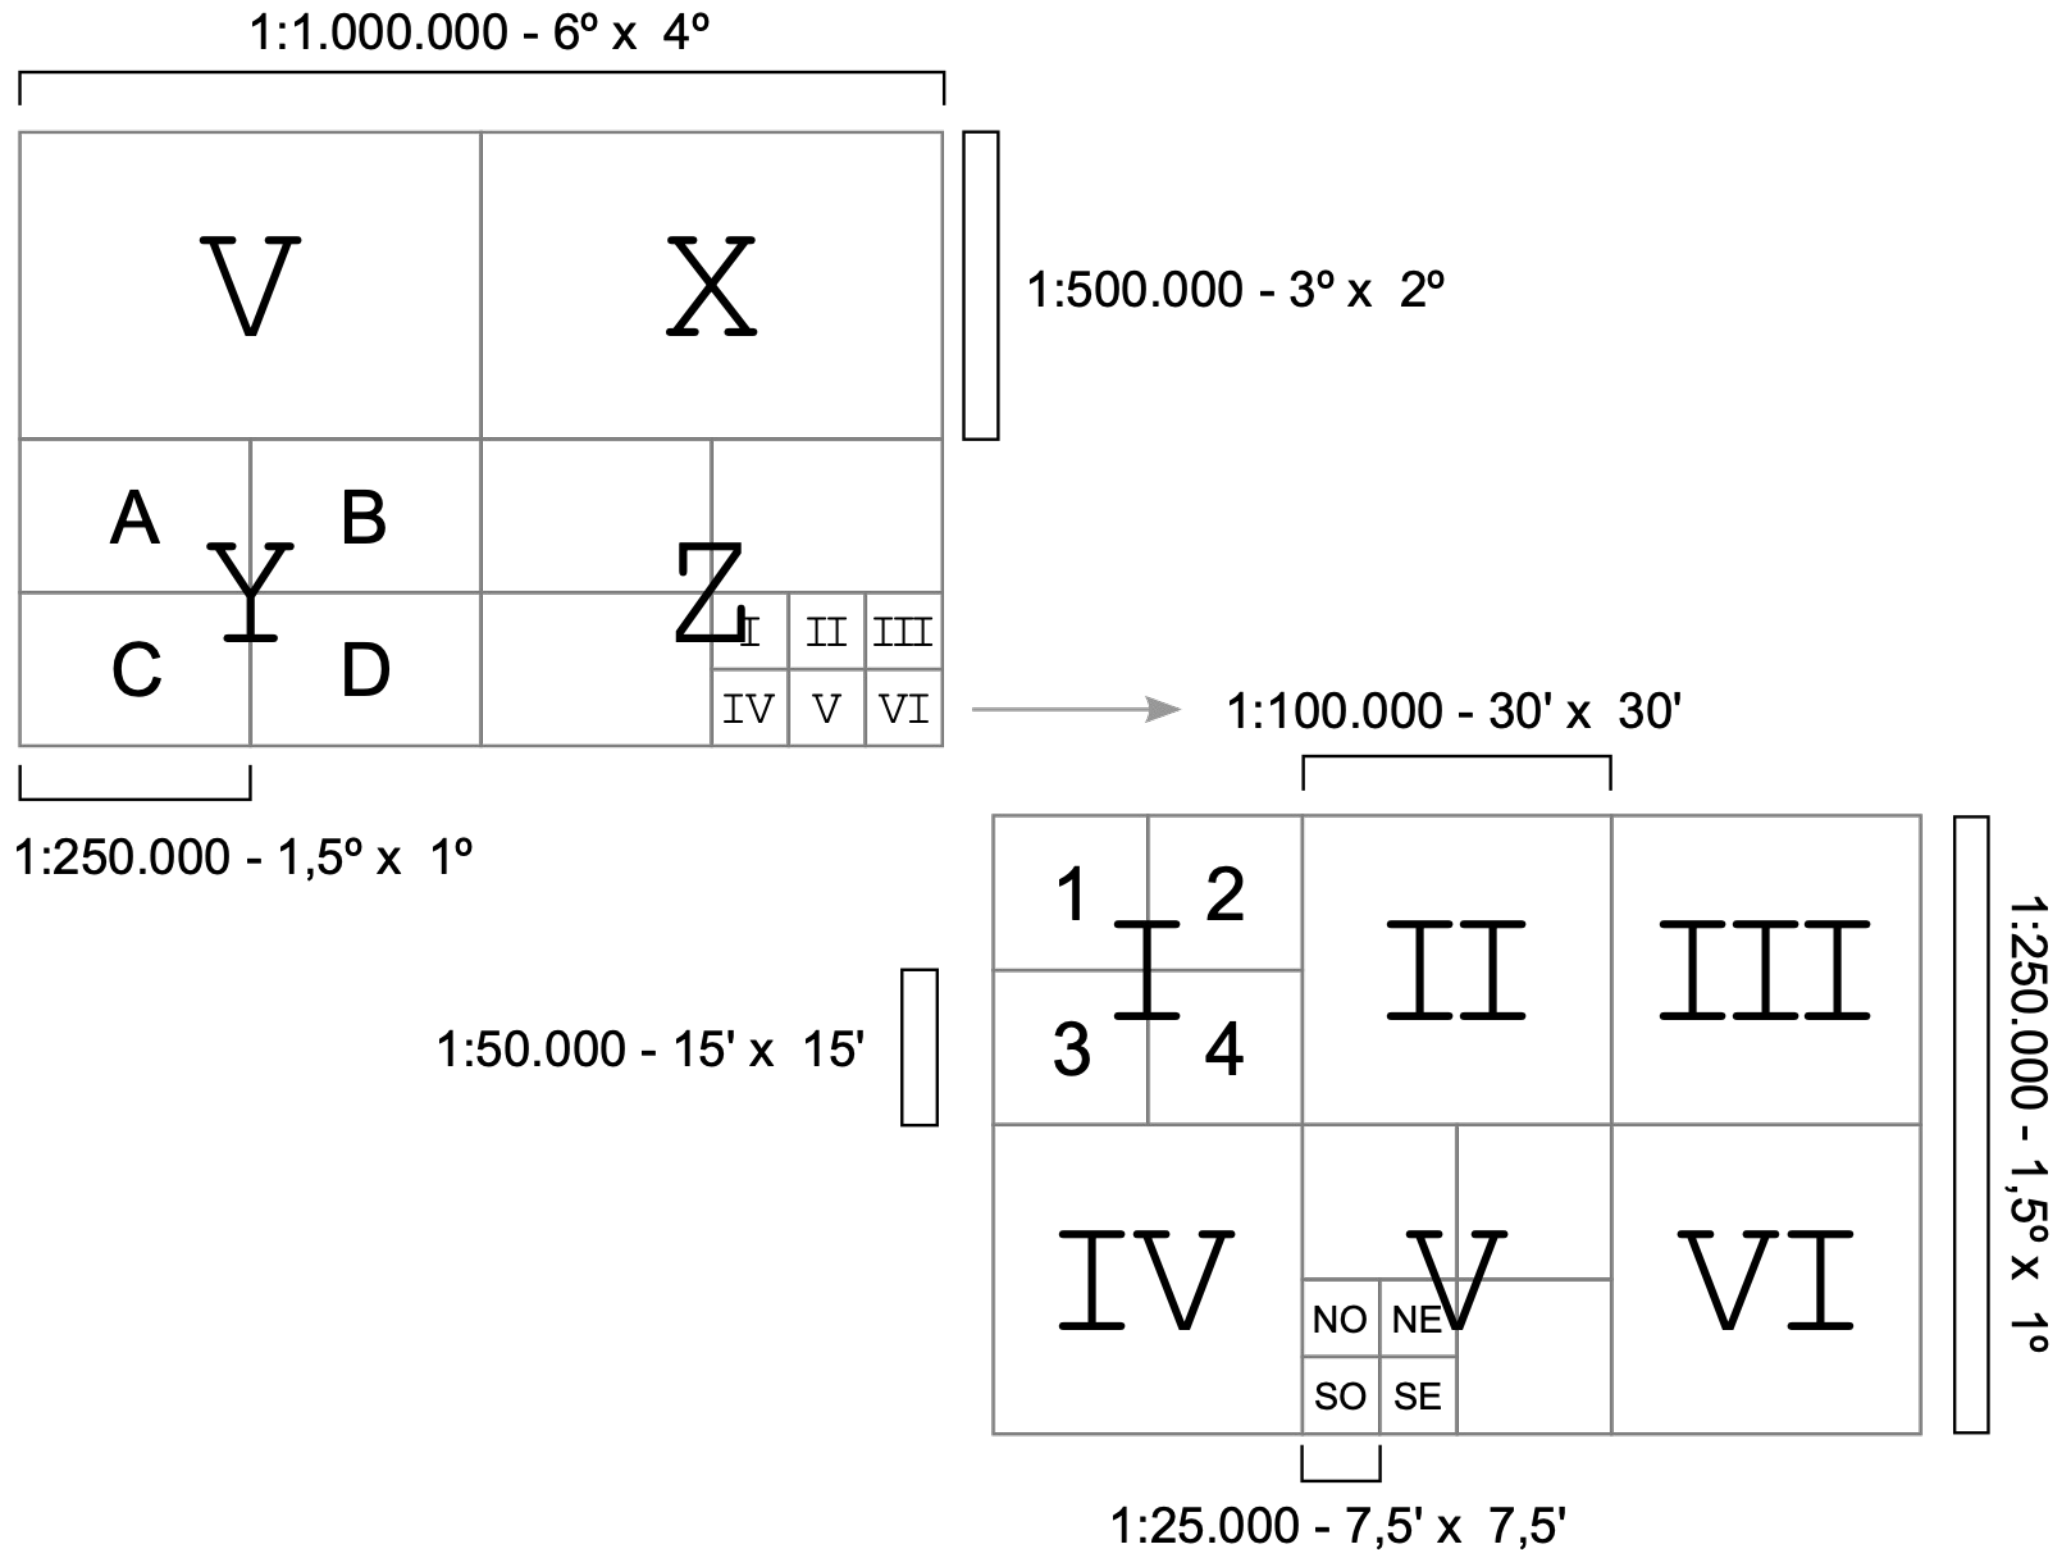 1:1.000.000 - 6º x 4º
V X
1:500.000 - 3º x 2º
A B
Y Z
I II III
C D
IV V VI
1:100.000 - 30' x 30'
1:250.000 - 1,5º x 1º
1 2
I II III
3 4
1:50.000 - 15' x 15'
1:250.000 - 1,5º x 1º
IV V VI
NO NE
SO SE
1:25.000 - 7,5' x 7,5'